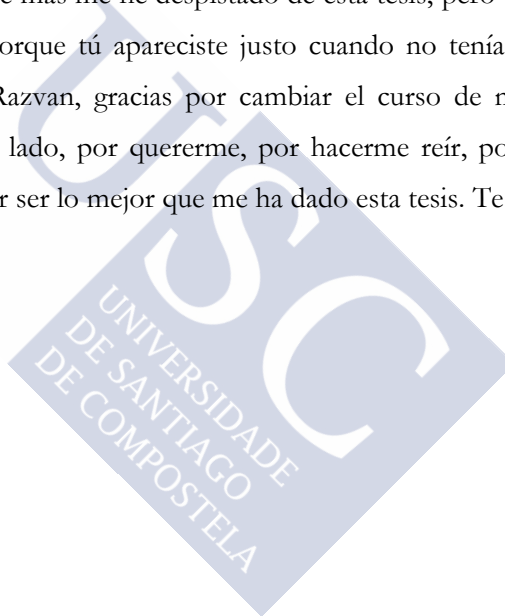 e más me he despistado de esta tesis, pero
orque tú apareciste justo cuando no tenía
Razvan, gracias por cambiar el curso de
lado, por quererme, por hacerme reír,
r ser lo mejor que me ha dado esta tesis. Te
USC
UNIVERSIDADE
DE SANTIAGO
DE COMPOSTELA